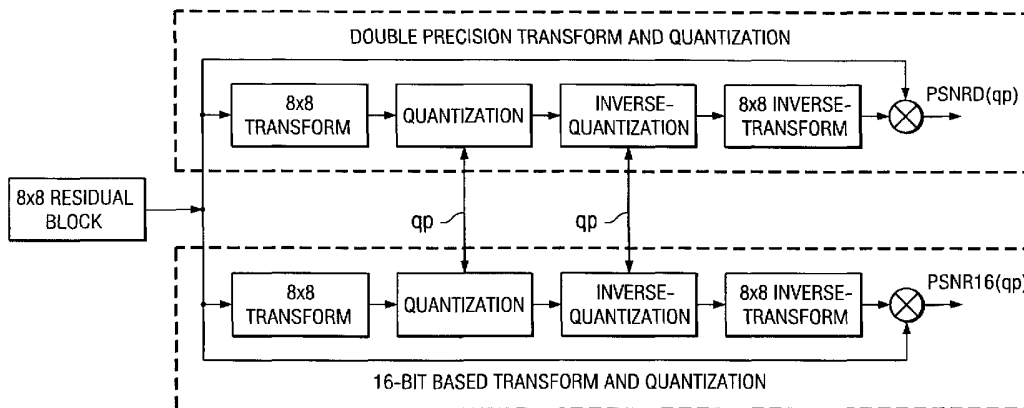 DOUBLE PRECISION TRANSFORM AND QUANTIZATION
8x8
TRANSFORM
QUANTIZATION
INVERSE-
QUANTIZATION
8x8 INVERSE-
TRANSFORM
PSNRD(qp)
8x8 RESIDUAL
BLOCK
qp
qp
8x8
TRANSFORM
QUANTIZATION
INVERSE-
QUANTIZATION
8x8 INVERSE-
TRANSFORM
PSNR16(qp)
16-BIT BASED TRANSFORM AND QUANTIZATION